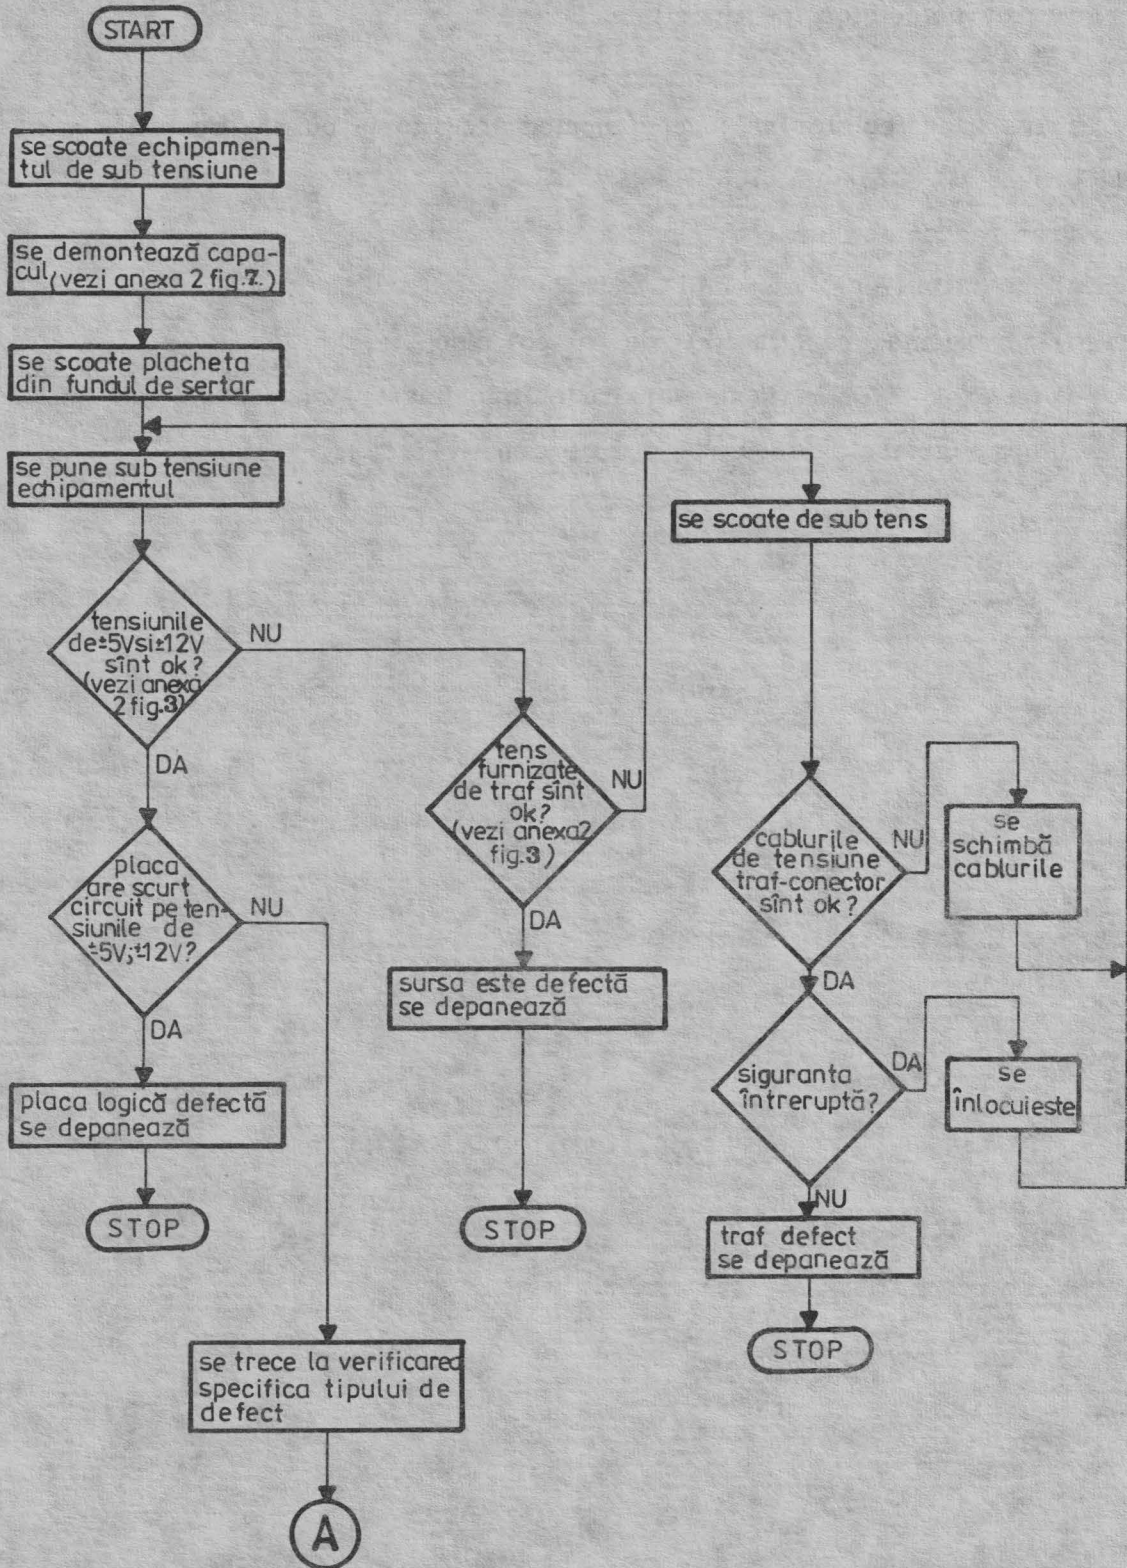 START
se scoate echipamen-
tul de sub tensiune
se demontează capa-
cul(vezi anexa 2 fig.7.)
se scoate placheta
din fundul de sertar
se pune sub tensiune
echipamentul
tensiunile
de±5Vsi±12V
sînt ok?
(vezi anexa
2fig.3)
NU
DA
placa
are scurt
circuit pe ten-
siunile de
±5V;±12V?
NU
DA
placa logică defectă
se depanează
STOP
se trece la verificarea
specifica tipului de
defect
A
tens
furnizate
de traf sînt
ok?
(vezi anexa2
fig.3)
NU
DA
sursa este defectă
se depanează
STOP
se scoate de sub tens
cablurile
de tensiune
traf-conector
sînt ok?
NU
se
schimbă
cablurile
DA
siguranta
întreruptă?
DA
se
înlocuieste
NU
traf defect
se depanează
STOP